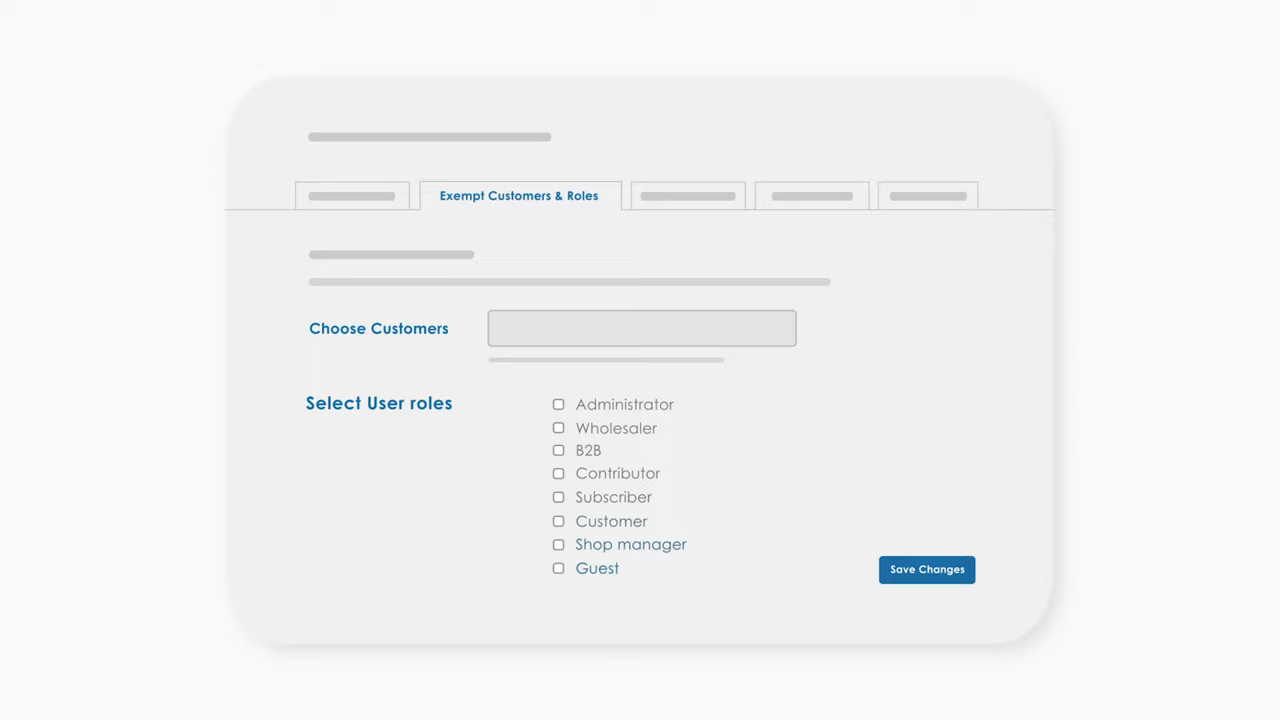 Exempt Customers & Roles
Choose Customers
Select User roles
Administrator
Wholesaler
B2B
Contributor
Subscriber
Customer
Shop manager
Guest
Save Changes